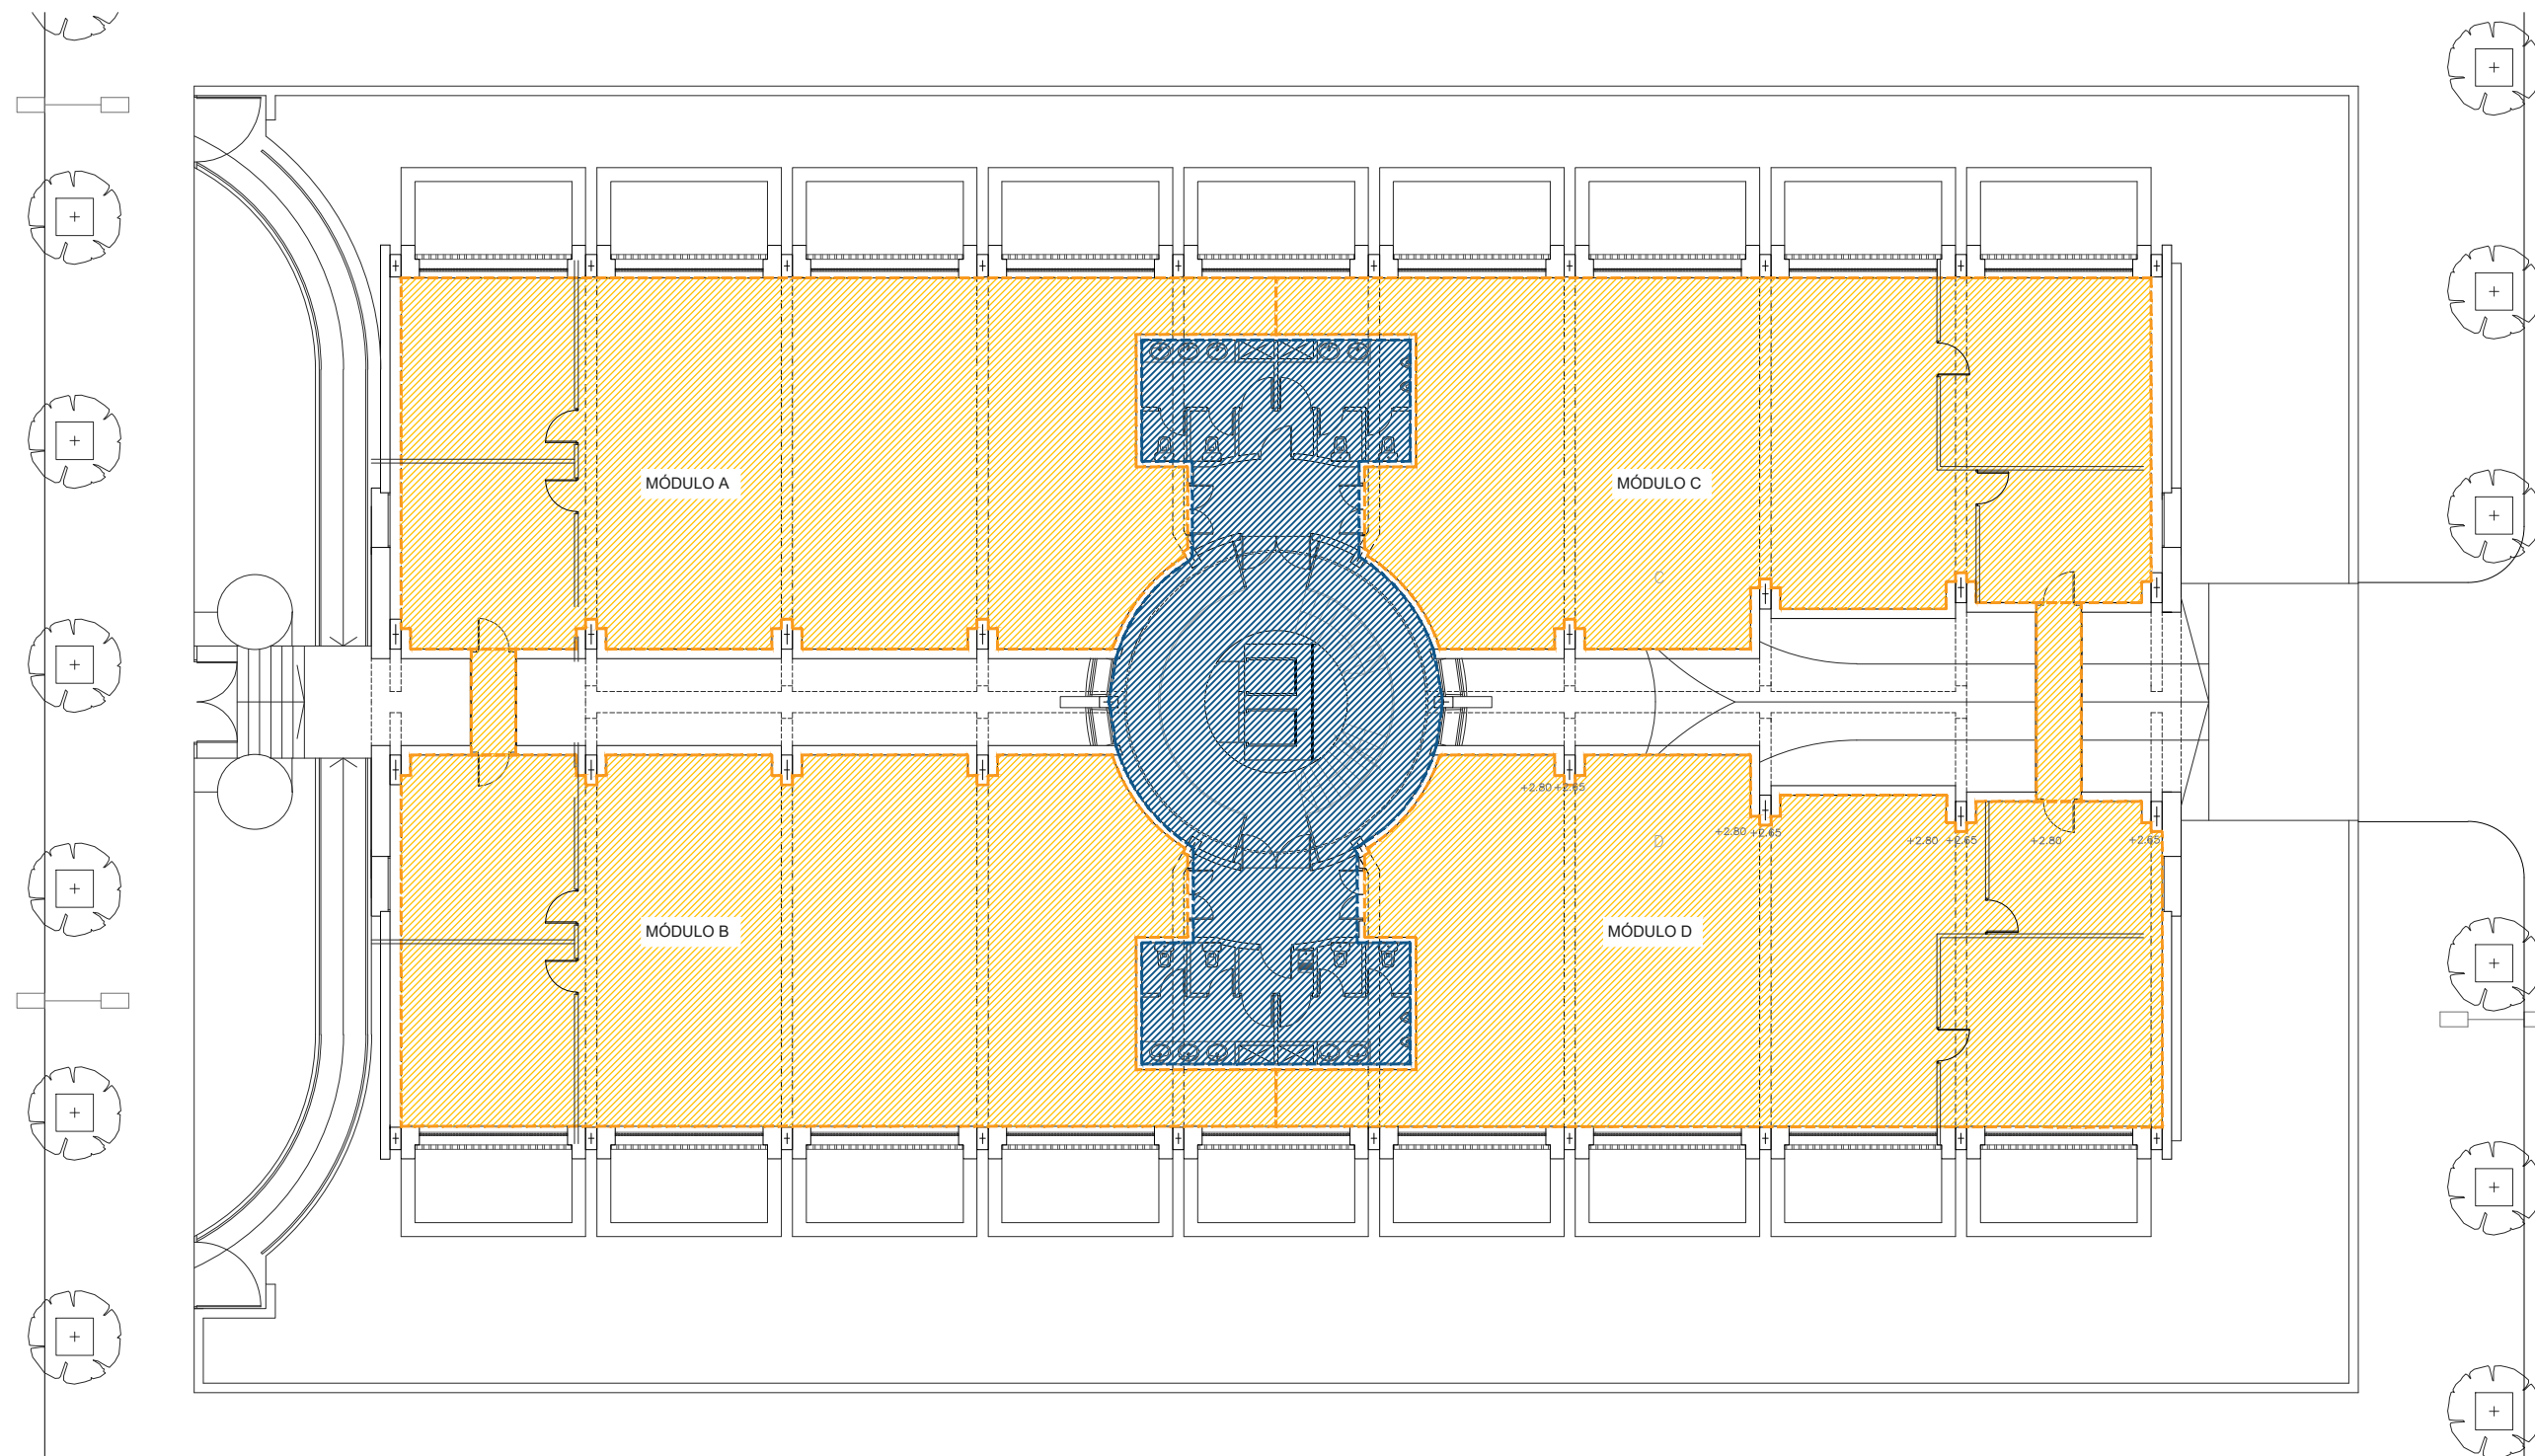 MÓDULO A
MÓDULO C
C
+2.80 +2.65
+2.80 +2.65
D
+2.80 +2.65
+2.80
+2.65
MÓDULO B
MÓDULO D